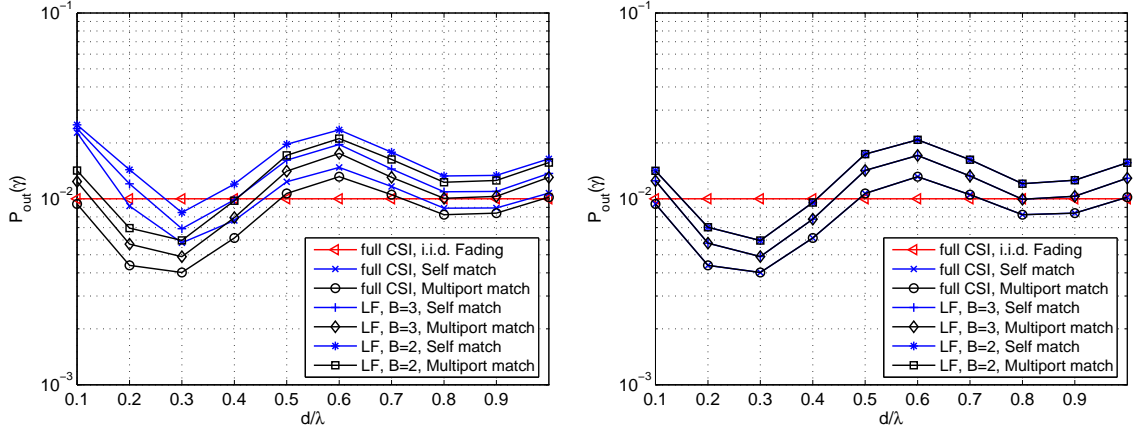 10⁻¹
10⁻²
10⁻³
P_out(γ)
full CSI, i.i.d. Fading
full CSI, Self match
full CSI, Multiport match
LF, B=3, Self match
LF, B=3, Multiport match
LF, B=2, Self match
LF, B=2, Multiport match
0.1 0.2 0.3 0.4 0.5 0.6 0.7 0.8 0.9
d/λ
10⁻¹
10⁻²
10⁻³
P_out(γ)
full CSI, i.i.d. Fading
full CSI, Self match
full CSI, Multiport match
LF, B=3, Self match
LF, B=3, Multiport match
LF, B=2, Self match
LF, B=2, Multiport match
0.1 0.2 0.3 0.4 0.5 0.6 0.7 0.8 0.9
d/λ